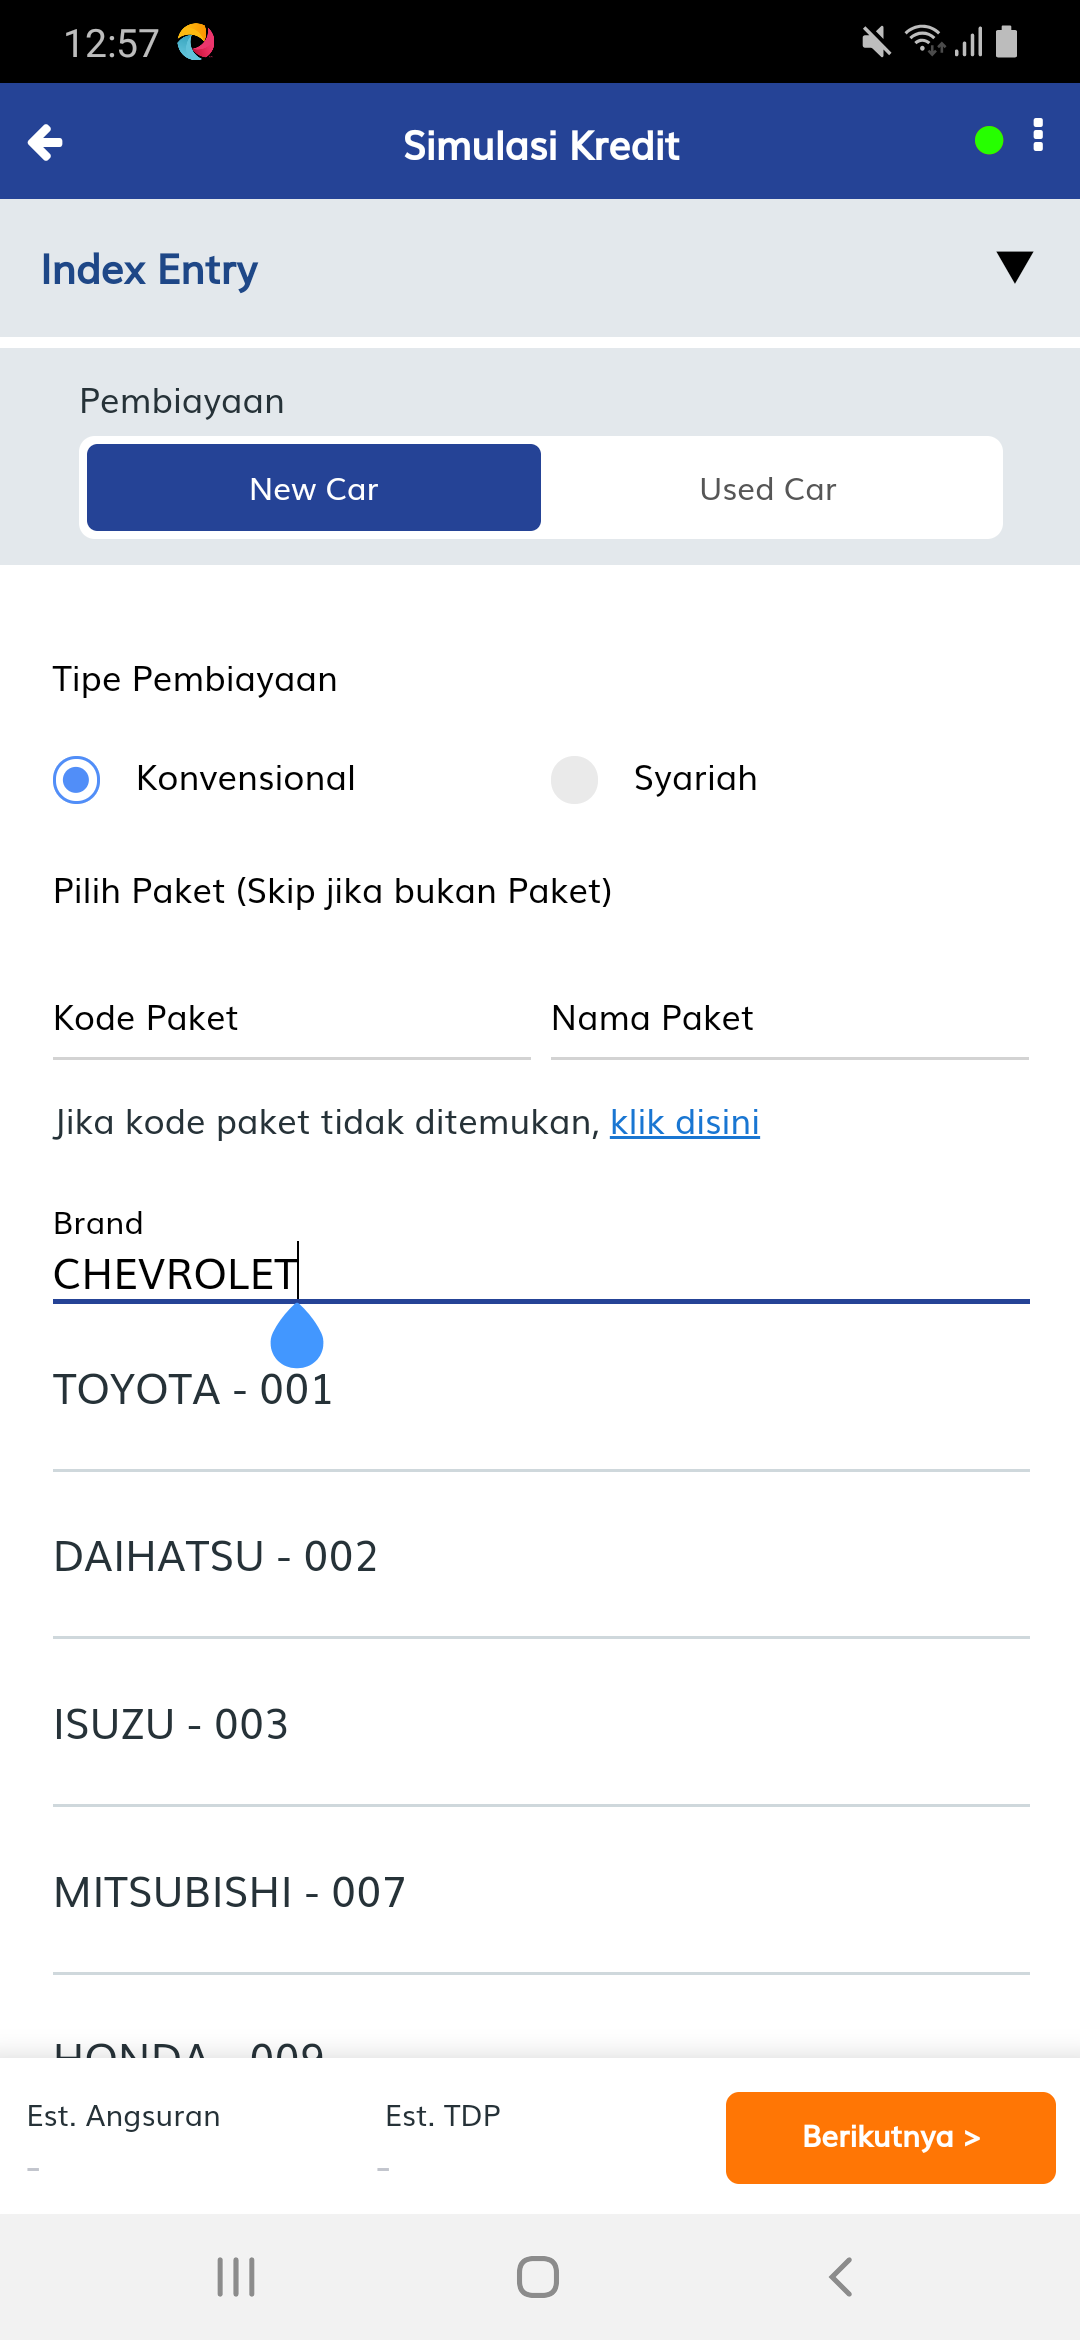 12:57
Simulasi Kredit
Index Entry
Pembiayaan
New Car
Used Car
Tipe Pembiayaan
Konvensional
Syariah
Pilih Paket (Skip jika bukan Paket)
Kode Paket
Nama Paket
Jika kode paket tidak ditemukan, klik disini
Brand
CHEVROLET
TOYOTA - 001
DAIHATSU - 002
ISUZU - 003
MITSUBISHI - 007
HONDA - 009
Est. Angsuran
Est. TDP
-
-
Berikutnya >